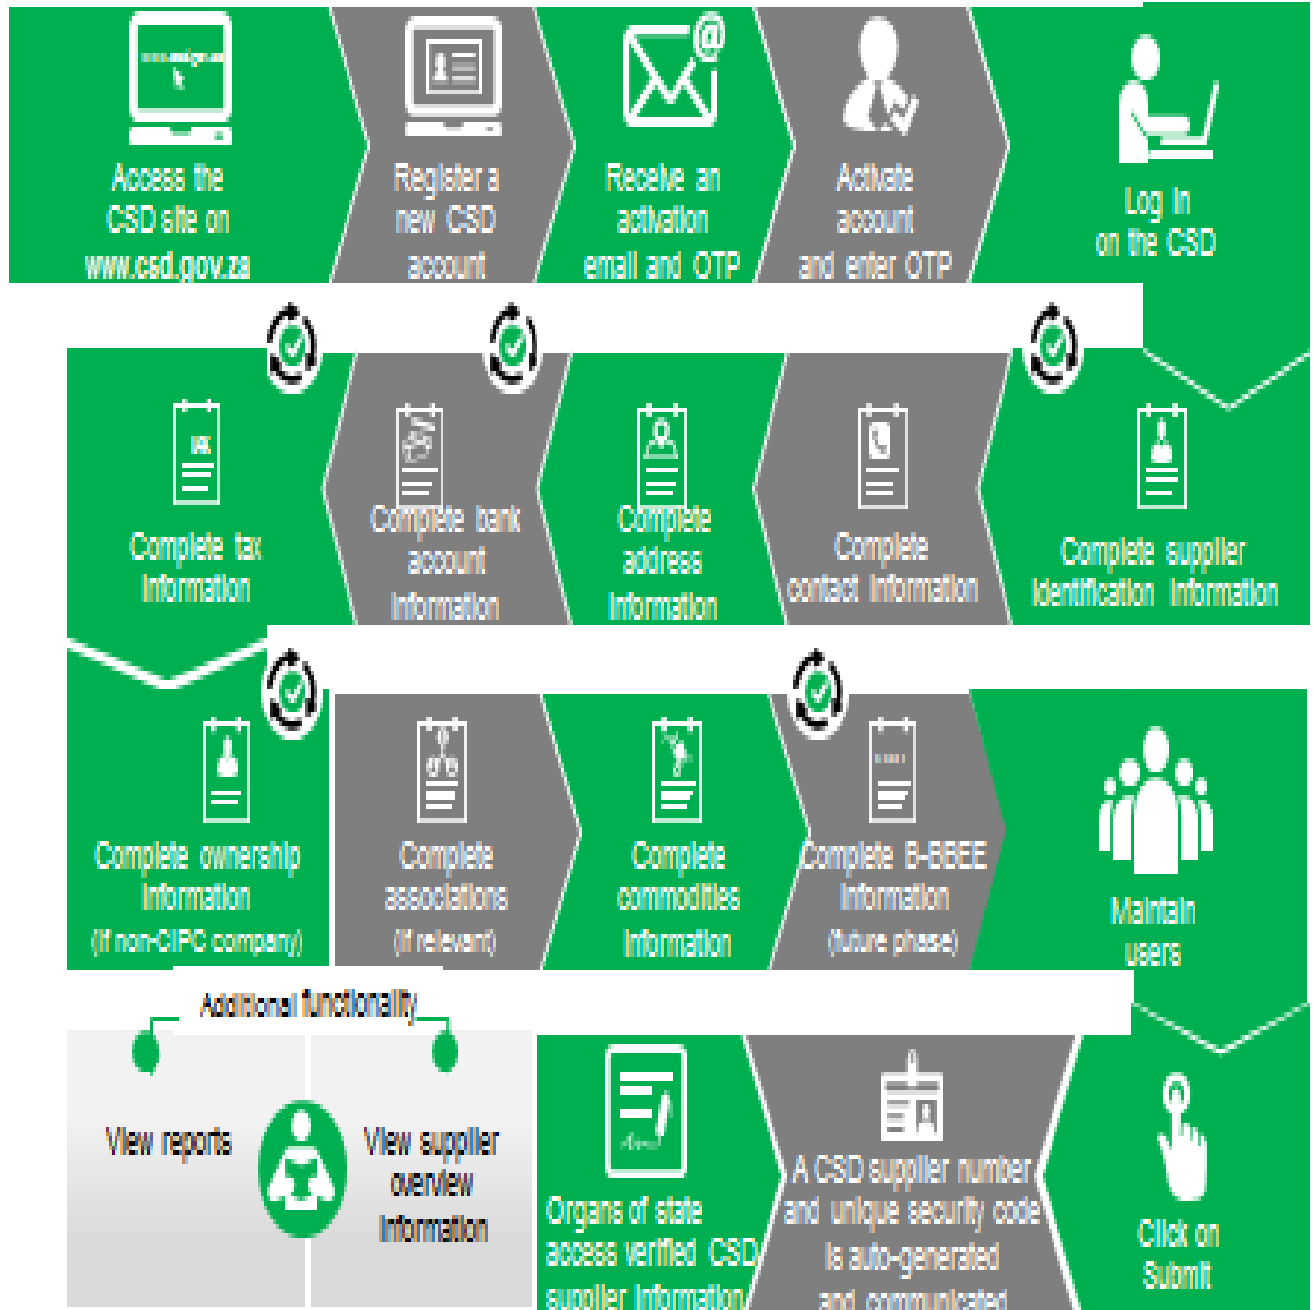 Access the
CSD site on
www.csd.gov.za
Register a
new CSD
account
Receive an
activation
email and OTP
Activate
account
and enter OTP
Log in
on the CSD
Complete supplier
identification information
Complete
contact information
Complete
address
information
Complete bank
account
information
Complete tax
information
Complete ownership
information
(if non-CIPC company)
Complete
associations
(if relevant)
Complete
commodities
information
Complete B-BBEE
information
(future phase)
Maintain
users
Click on
Submit
A CSD supplier number
and unique security code
is auto-generated
and communicated
Organs of state
access verified CSD
supplier information
Additional functionality
View reports
View supplier
overview
information